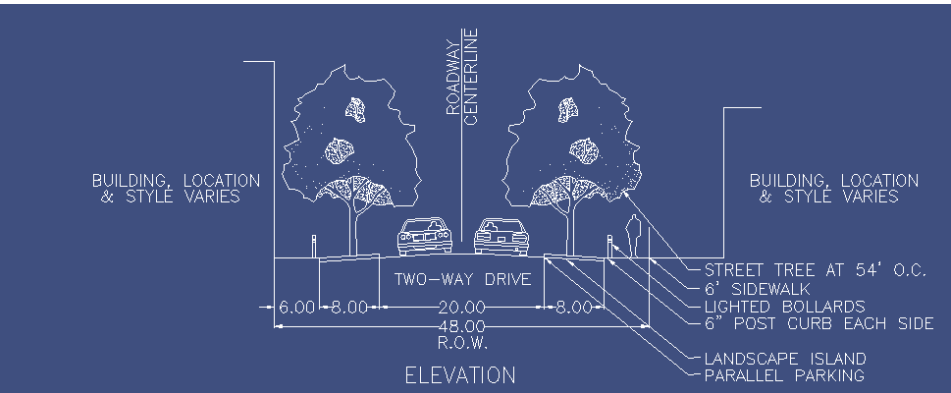 ROADWAY
CENTERLINE
BUILDING, LOCATION
& STYLE VARIES
BUILDING, LOCATION
& STYLE VARIES
TWO-WAY DRIVE
STREET TREE AT 54' O.C.
6' SIDEWALK
LIGHTED BOLLARDS
6" POST CURB EACH SIDE
6.00 8.00 20.00 8.00
48.00
R.O.W.
LANDSCAPE ISLAND
PARALLEL PARKING
ELEVATION